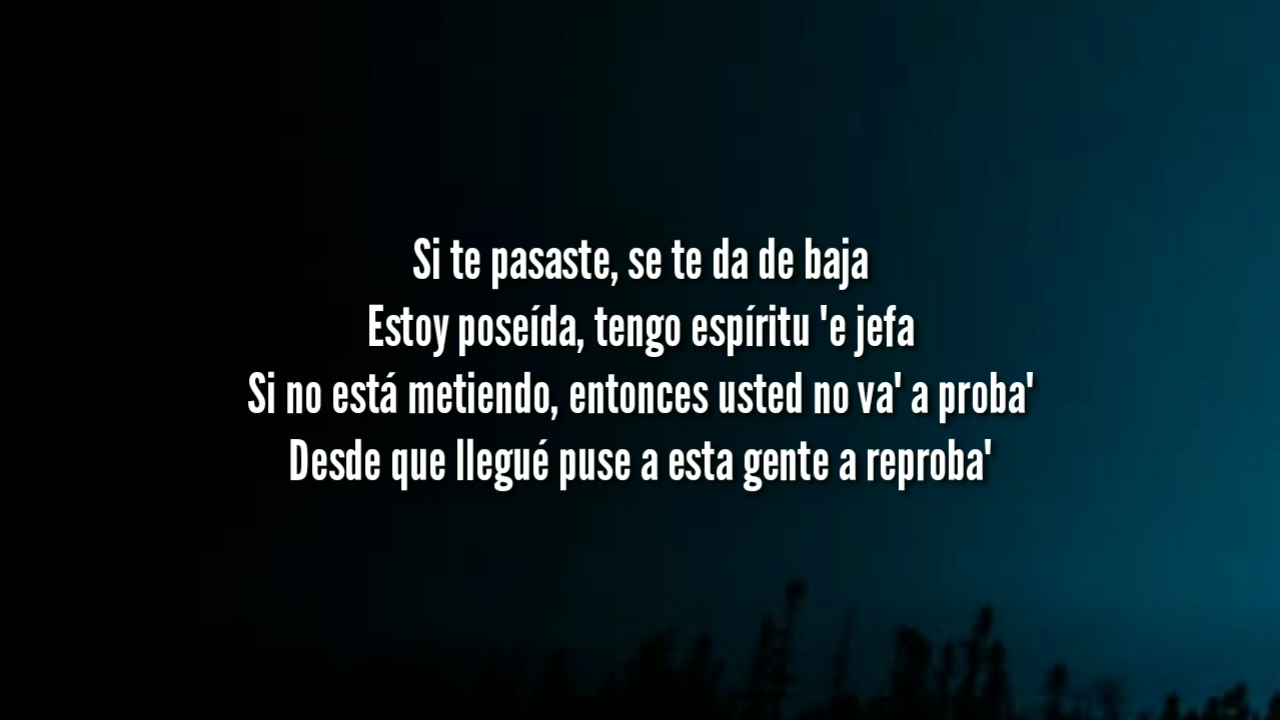 Si te pasaste, se te da de baja
Estoy poseída, tengo espíritu 'e jefa
Si no está metiendo, entonces usted no va' a proba'
Desde que llegué puse a esta gente a reproba'